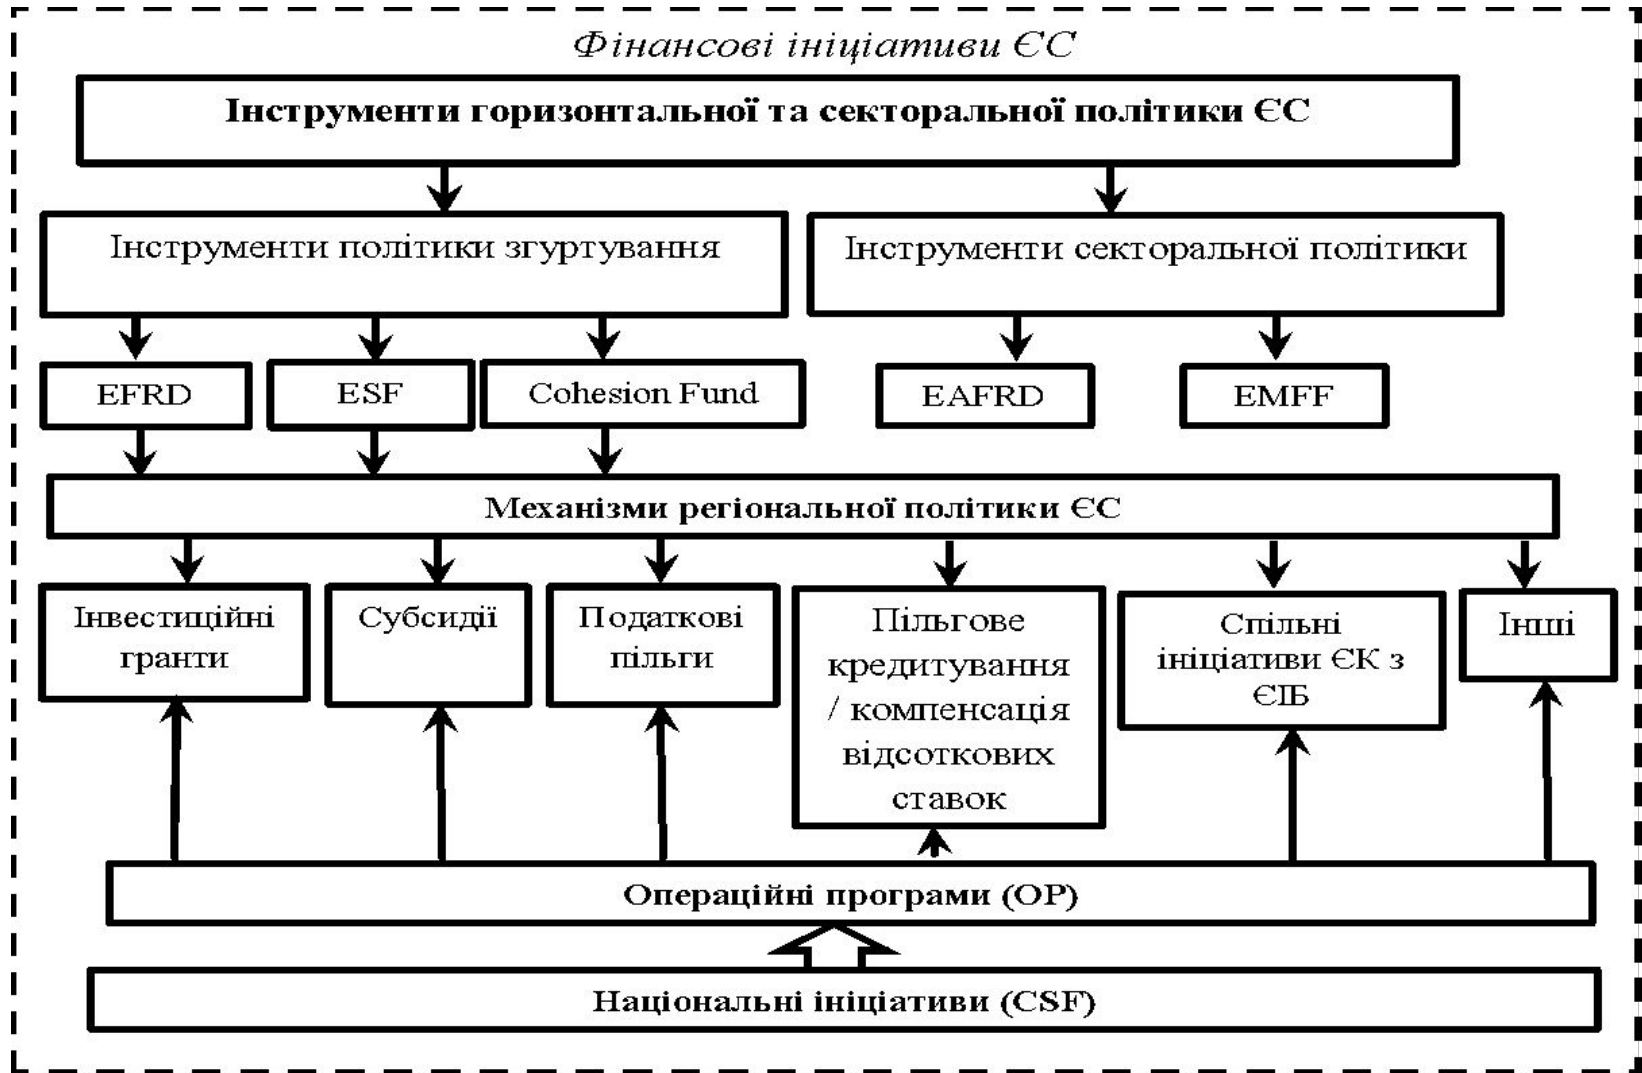 Фінансові ініціативи ЄС
Інструменти горизонтальної та секторальної політики ЄС
Інструменти політики згуртування
Інструменти секторальної політики
EFRD
ESF
Cohesion Fund
EAFRD
EMFF
Механізми регіональної політики ЄС
Інвестиційні
гранти
Субсидії
Податкові
пільги
Пільгове
кредитування
/ компенсація
відсоткових
ставок
Спільні
ініціативи ЄК з
ЄІБ
Інші
Операційні програми (ОР)
Національні ініціативи (CSF)